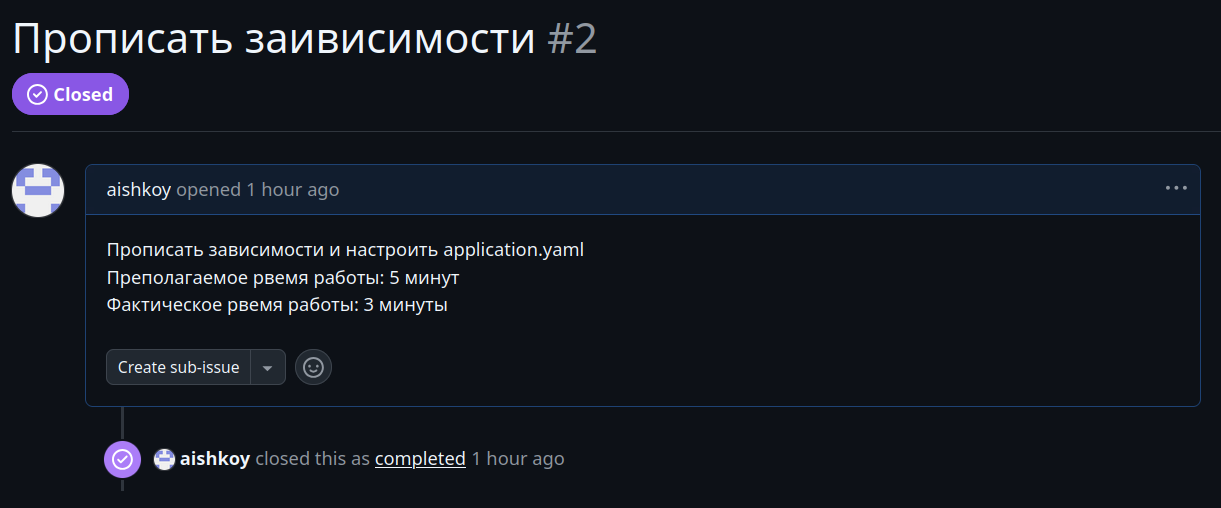 Прописать заивисимости #2
Closed
aishkoy opened 1 hour ago
Прописать зависимости и настроить application.yaml
Преполагаемое рвемя работы: 5 минут
Фактическое рвемя работы: 3 минуты
Create sub-issue
aishkoy closed this as completed 1 hour ago